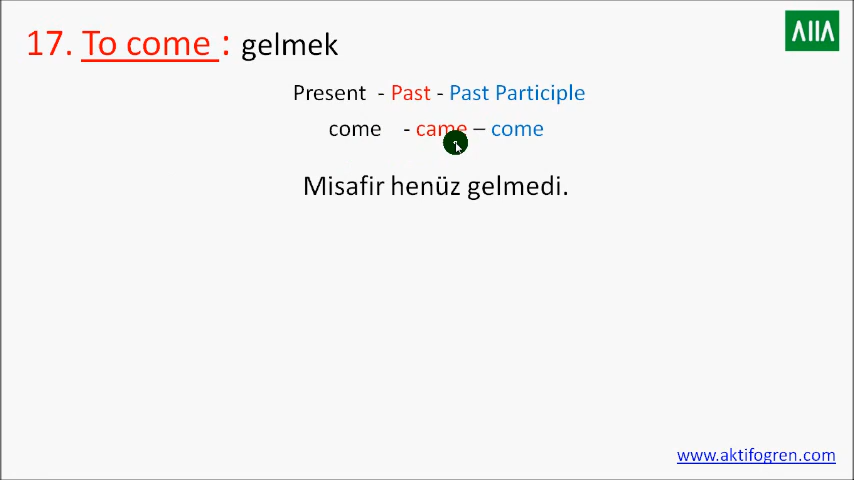 17. To come : gelmek
Present - Past - Past Participle
come - came – come
Misafir henüz gelmedi.
www.aktifogren.com